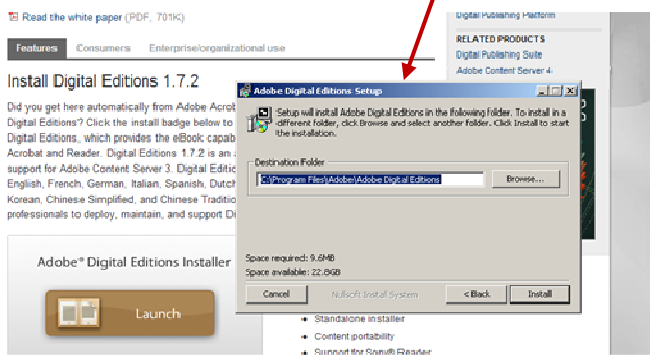 Read the white paper (PDF, 701K)
Features Consumers Enterprise/organizational use
Install Digital Editions 1.7.2
Did you get here automatically from Adobe Acrob
Digital Editions? Click the install badge below to
Digital Editions, which provides the eBook capab
Acrobat and Reader. Digital Editions 1.7.2 is an
support for Adobe Content Server 3. Digital Editio
English, French, German, Italian, Spanish, Dutch
Korean, Chinese Simplified, and Chinese Traditio
professionals to deploy, maintain, and support Di
Adobe® Digital Editions Installer
Launch
Digital Publishing Platform
RELATED PRODUCTS
Digital Publishing Suite
Adobe Content Server 4
Adobe Digital Editions Setup
Setup will install Adobe Digital Editions in the following folder. To install in a
different folder, click Browse and select another folder. Click Install to start
the installation.
Destination Folder
C:\Program Files\Adobe\Adobe Digital Editions
Browse...
Space required: 9.6MB
Space available: 22.8GB
Cancel Nullsoft Install System < Back Install
Standalone installer
Content portability
Support for Sony® Reader